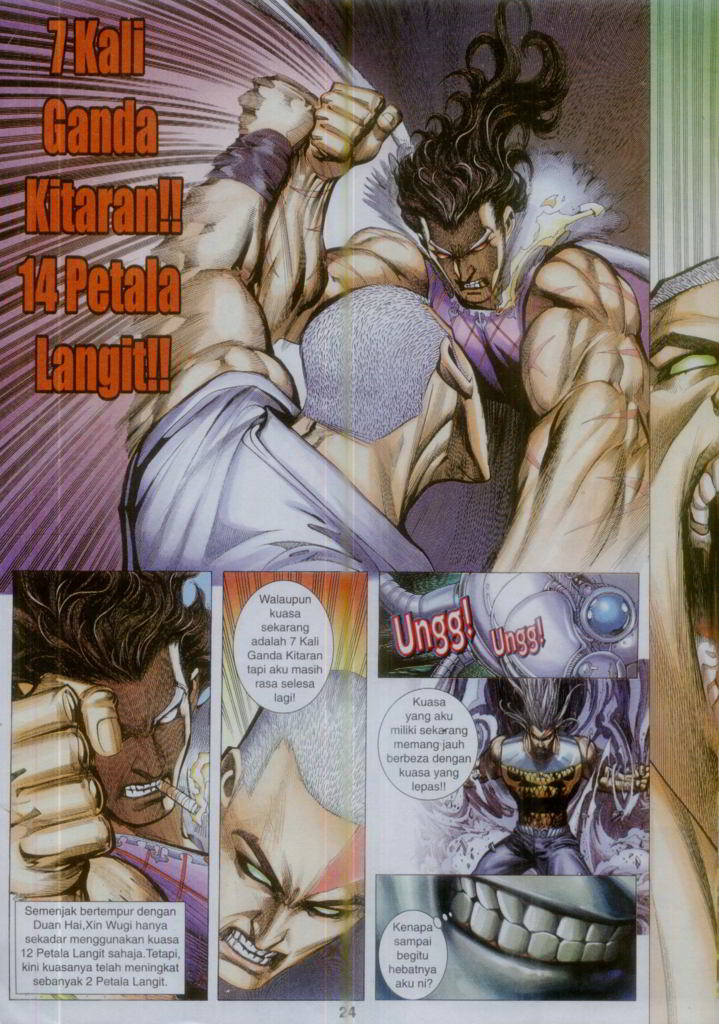 7 Kali
Ganda
Kitaran!!
14 Petala
Langit!!
Walaupun
kuasa
sekarang
adalah 7 Kali
Ganda Kitaran
tapi aku masih
rasa selesa
lagi!
Ungg!
Ungg!
Kuasa
yang aku
miliki sekarang
memang jauh
berbeza dengan
kuasa yang
lepas!!
Semenjak bertempur dengan
Duan Hai,Xin Wugi hanya
sekadar menggunakan kuasa
12 Petala Langit sahaja.Tetapi,
kini kuasanya telah meningkat
sebanyak 2 Petala Langit.
Kenapa
sampai
begitu
hebatnya
aku ni?
24